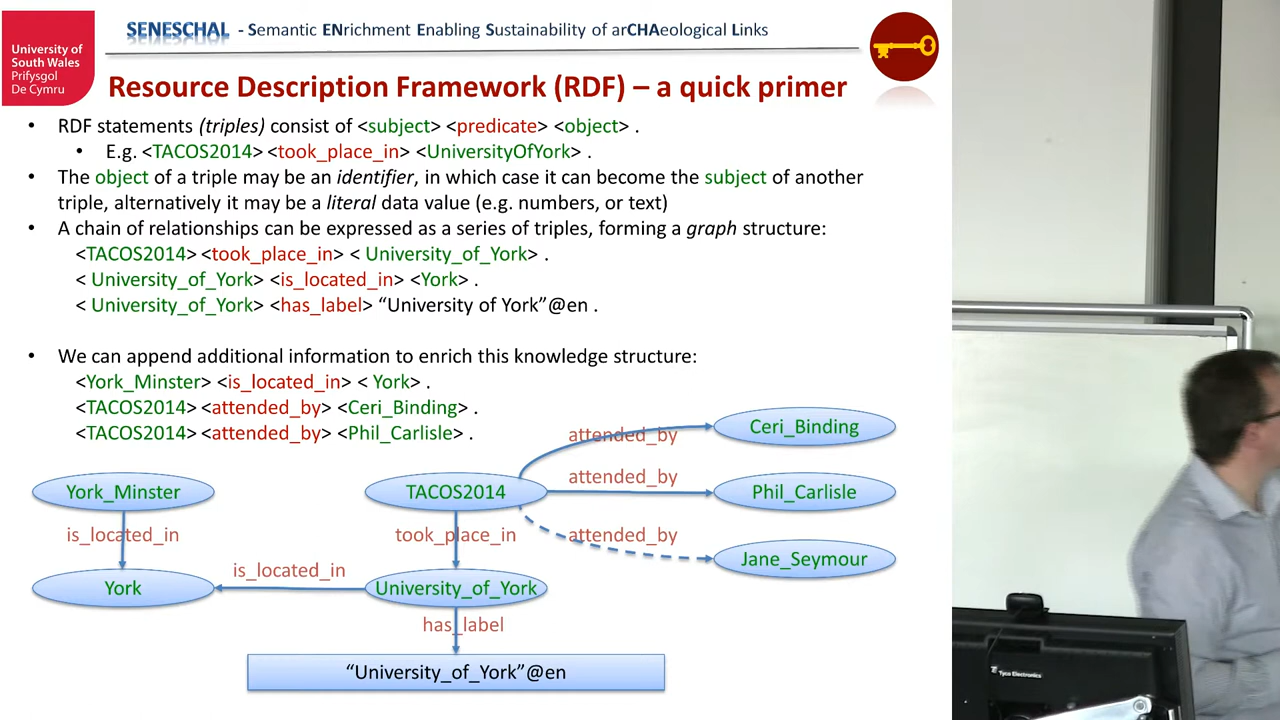 University of
South Wales
Prifysgol
De Cymru
SENESCHAL - Semantic ENrichment Enabling Sustainability of arCHAeological Links
Resource Description Framework (RDF) – a quick primer
• RDF statements (triples) consist of <subject> <predicate> <object> .
• E.g. <TACOS2014> <took_place_in> <UniversityOfYork> .
• The object of a triple may be an identifier, in which case it can become the subject of another
triple, alternatively it may be a literal data value (e.g. numbers, or text)
• A chain of relationships can be expressed as a series of triples, forming a graph structure:
<TACOS2014> <took_place_in> < University_of_York> .
< University_of_York> <is_located_in> <York> .
< University_of_York> <has_label> “University of York”@en .
• We can append additional information to enrich this knowledge structure:
<York_Minster> <is_located_in> < York> .
<TACOS2014> <attended_by> <Ceri_Binding> .
<TACOS2014> <attended_by> <Phil_Carlisle> .
attended_by
Ceri_Binding
attended_by
York_Minster
TACOS2014
Phil_Carlisle
is_located_in
took_place_in
attended_by
Jane_Seymour
is_located_in
York
University_of_York
has_label
“University_of_York”@en
Tyco Electronics